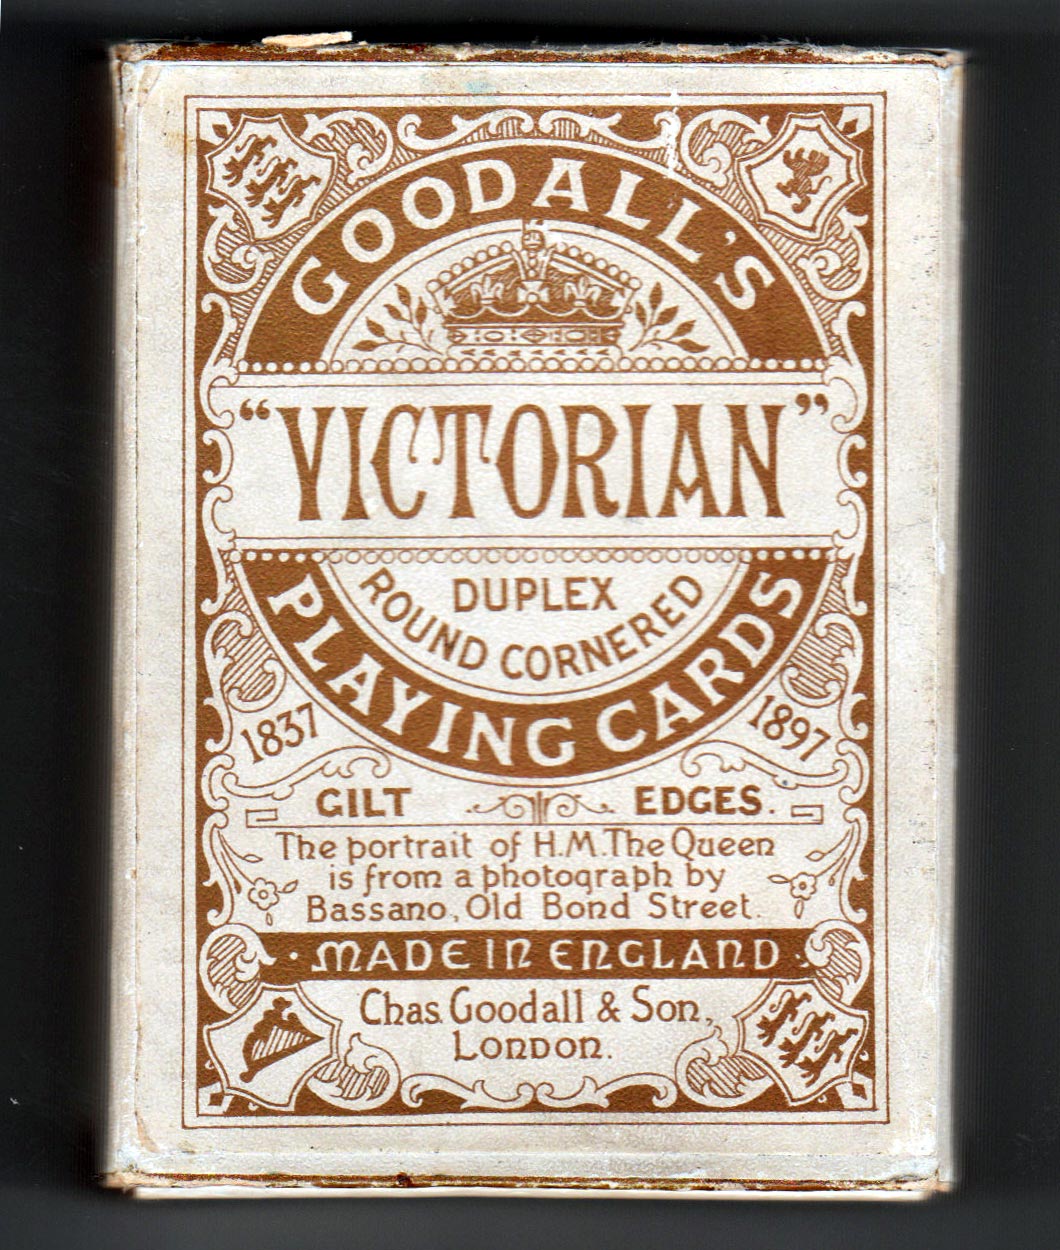 GOODALL'S
"VICTORIAN"
DUPLEX
ROUND CORNERED
PLAYING CARDS
1837 1897
GILT EDGES.
The portrait of H.M. The Queen
is from a photograph by
Bassano, Old Bond Street.
· MADE IN ENGLAND ·
Chas. Goodall & Son,
LONDON.